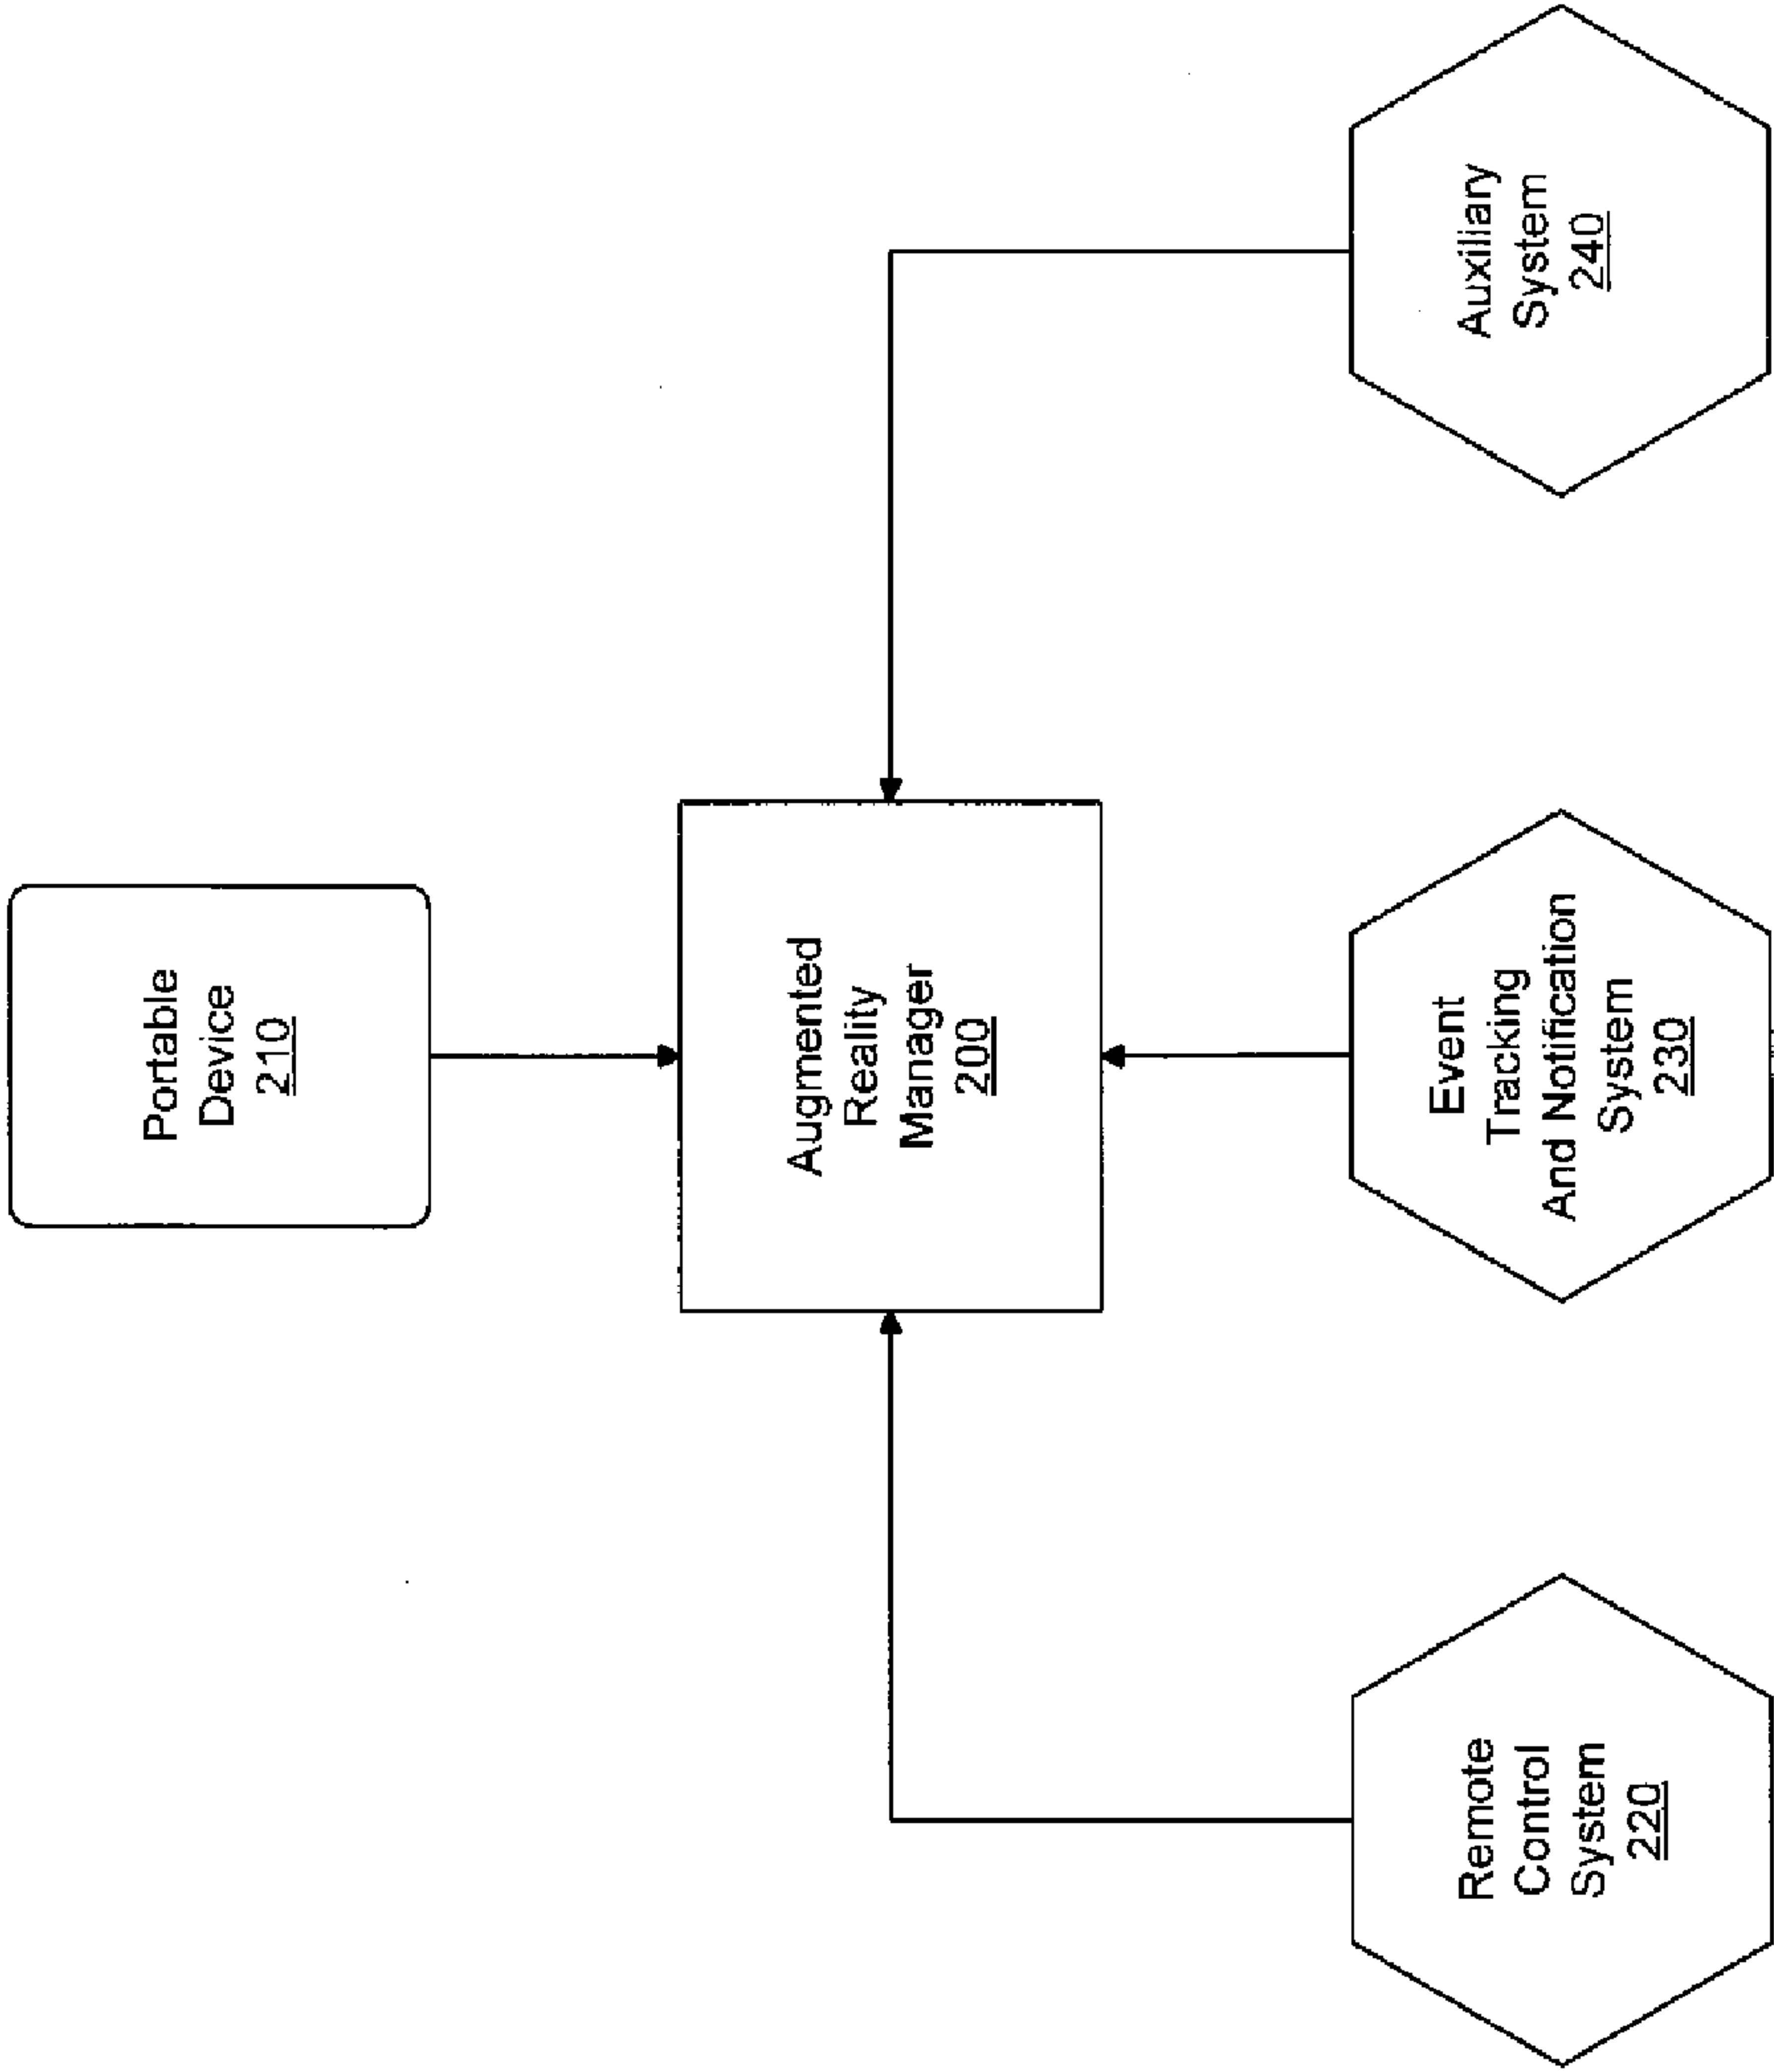 Portable
Device
210
Augmented
Reality
Manager
200
Remote
Control
System
220
Event
Tracking
And Notification
System
230
Auxiliary
System
240